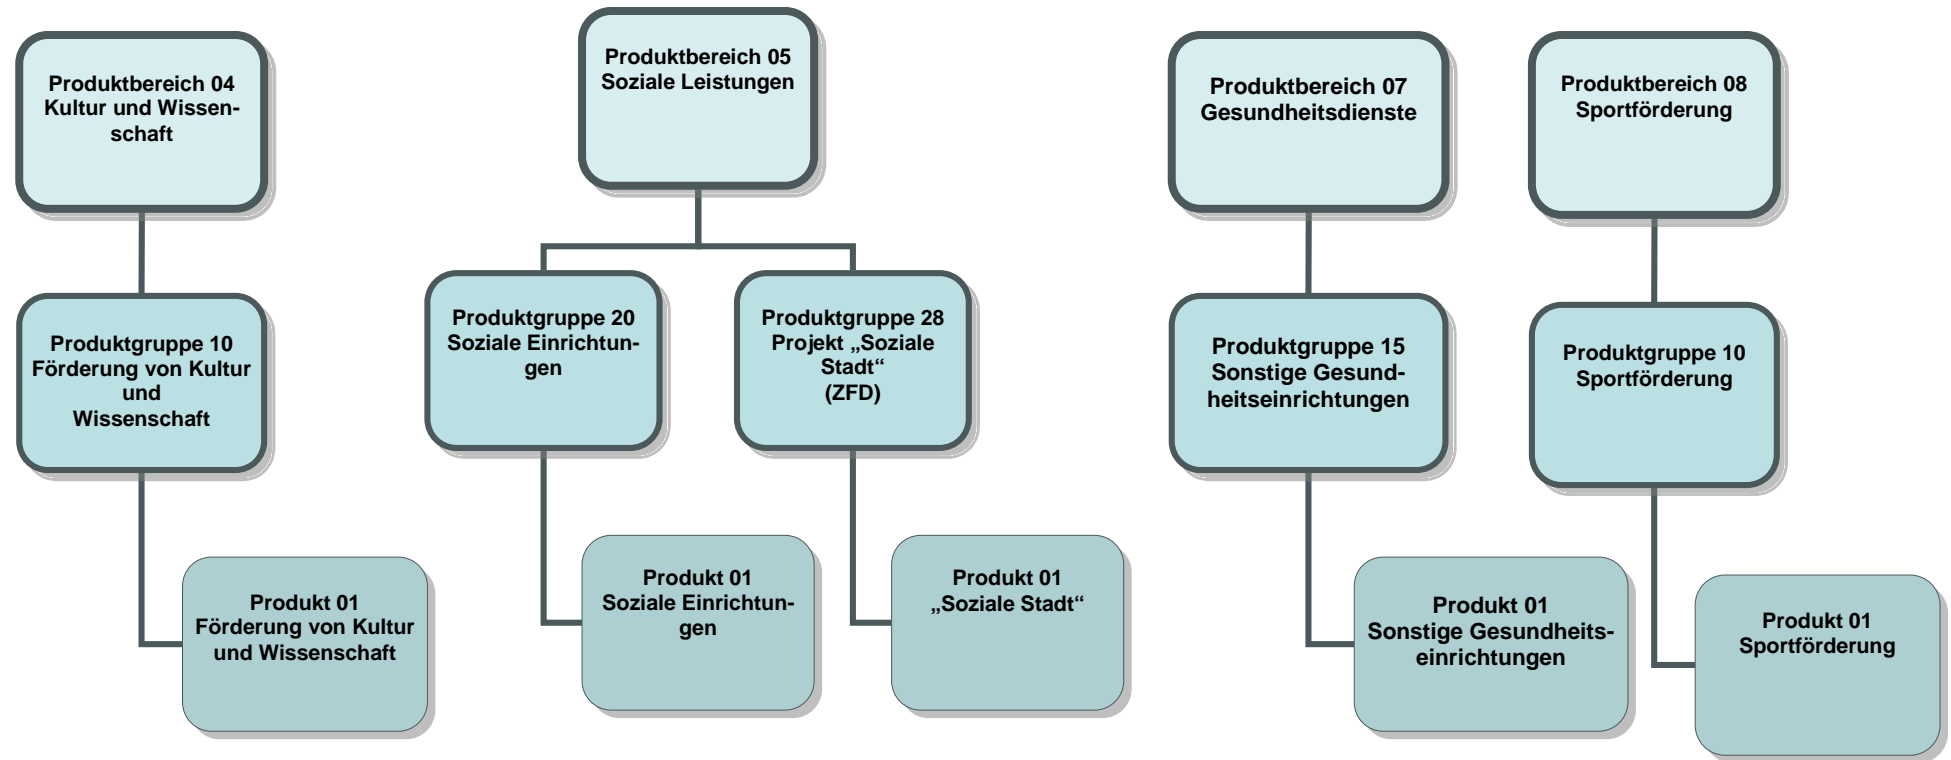 Produktbereich 04
Kultur und Wissen-
schaft
Produktbereich 05
Soziale Leistungen
Produktbereich 07
Gesundheitsdienste
Produktbereich 08
Sportförderung
Produktgruppe 10
Förderung von Kultur
und
Wissenschaft
Produktgruppe 20
Soziale Einrichtun-
gen
Produktgruppe 28
Projekt „Soziale
Stadt“
(ZFD)
Produktgruppe 15
Sonstige Gesund-
heitseinrichtungen
Produktgruppe 10
Sportförderung
Produkt 01
Förderung von Kultur
und Wissenschaft
Produkt 01
Soziale Einrichtun-
gen
Produkt 01
„Soziale Stadt“
Produkt 01
Sonstige Gesundheits-
einrichtungen
Produkt 01
Sportförderung